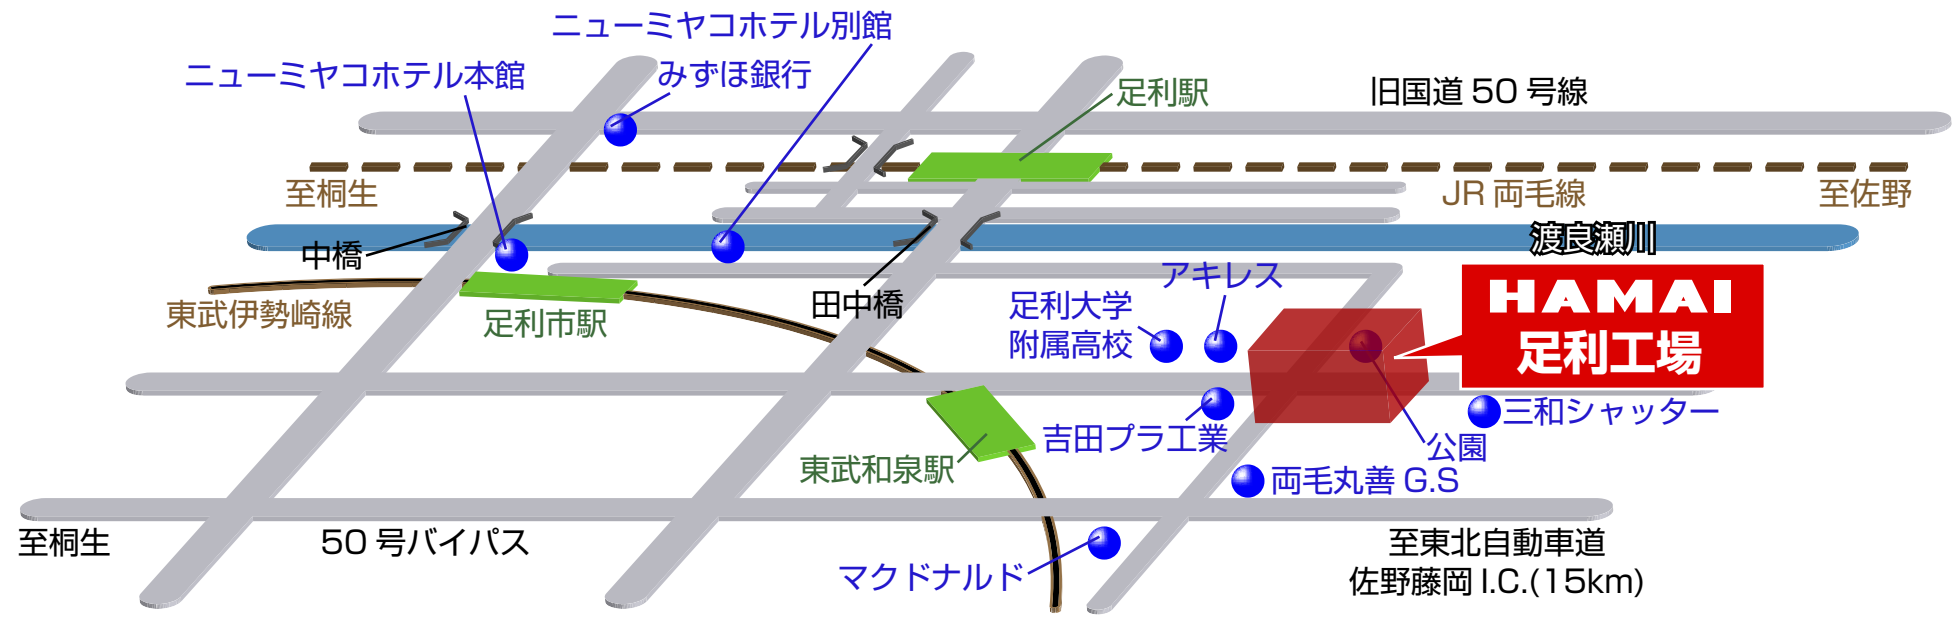 ニューミヤコホテル別館
ニューミヤコホテル本館
みずほ銀行
足利駅
旧国道 50 号線
至桐生
JR 両毛線
至佐野
渡良瀬川
中橋
東武伊勢崎線
足利市駅
田中橋
アキレス
足利大学
附属高校
HAMAI
足利工場
三和シャッター
吉田プラ工業
公園
東武和泉駅
両毛丸善 G.S
至桐生
50 号バイパス
マクドナルド
至東北自動車道
佐野藤岡 I.C.(15km)